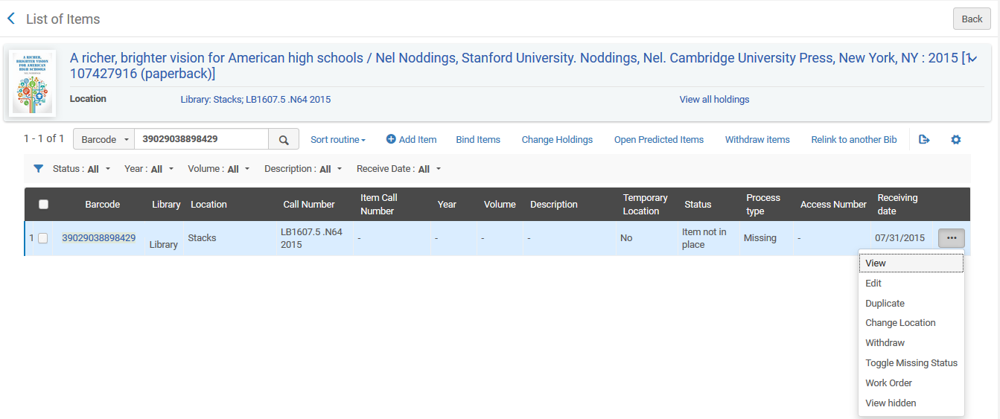 List of Items
Back
A RICHER,
BRIGHTER VISION
FOR AMERICAN
HIGH SCHOOLS
A richer, brighter vision for American high schools / Nel Noddings, Stanford University. Noddings, Nel. Cambridge University Press, New York, NY : 2015 [1
107427916 (paperback)]
Location Library: Stacks; LB1607.5 .N64 2015 View all holdings
1 - 1 of 1 Barcode 39029038898429 Sort routine Add Item Bind Items Change Holdings Open Predicted Items Withdraw items Relink to another Bib
Status : All Year : All Volume : All Description : All Receive Date : All
Barcode Library Location Call Number Item Call Number Year Volume Description Temporary Location Status Process type Access Number Receiving date
1 39029038898429 Library Stacks LB1607.5 .N64 2015 - - - - No Item not in place Missing - 07/31/2015
View
Edit
Duplicate
Change Location
Withdraw
Toggle Missing Status
Work Order
View hidden